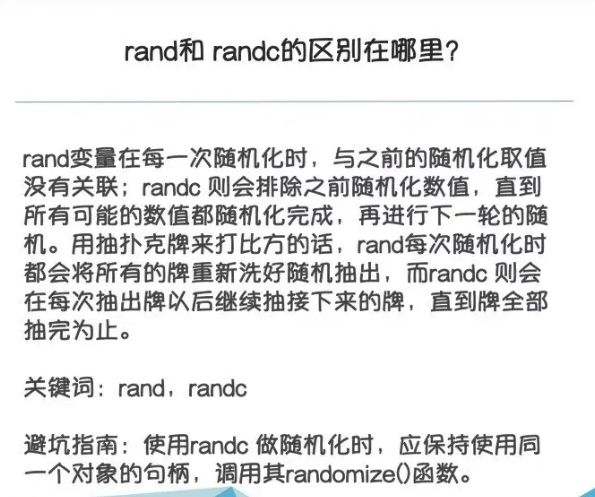 rand和 randc的区别在哪里?
rand变量在每一次随机化时，与之前的随机化取值
没有关联；randc 则会排除之前随机化数值，直到
所有可能的数值都随机化完成，再进行下一轮的随
机。用抽扑克牌来打比方的话，rand每次随机化时
都会将所有的牌重新洗好随机抽出，而randc 则会
在每次抽出牌以后继续抽接下来的牌，直到牌全部
抽完为止。
关键词：rand，randc
避坑指南：使用randc 做随机化时，应保持使用同
一个对象的句柄，调用其randomize()函数。